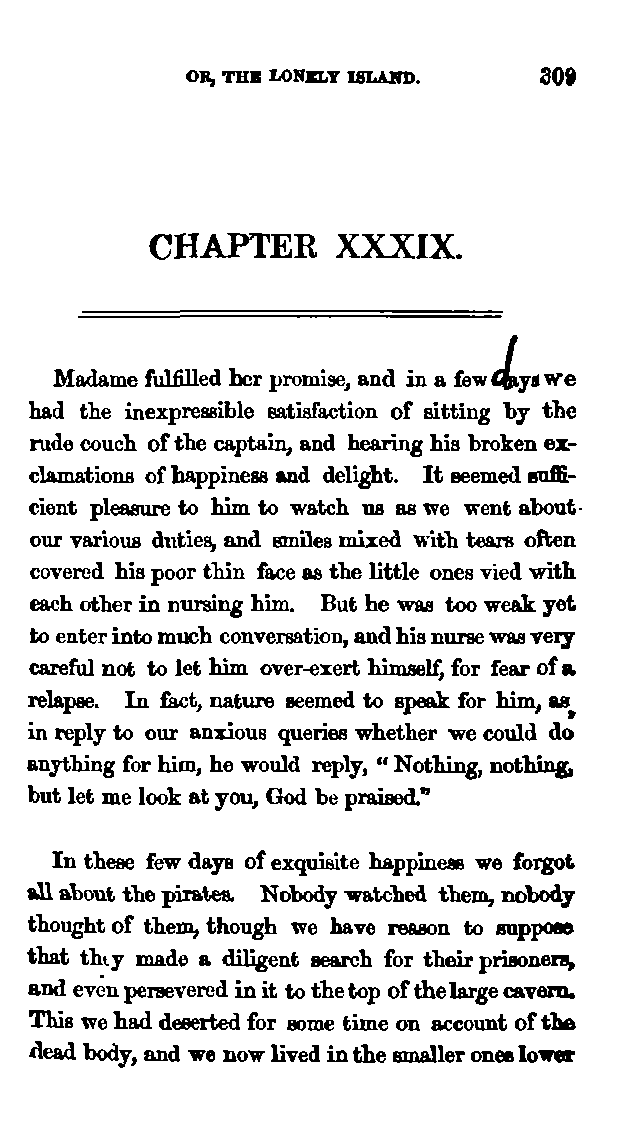 OR, THE LONELY ISLAND. 309
CHAPTER XXXIX.
Madame fulfilled her promise, and in a few days we
had the inexpressible satisfaction of sitting by the
rude couch of the captain, and hearing his broken ex-
clamations of happiness and delight. It seemed suffi-
cient pleasure to him to watch us as we went about
our various duties, and smiles mixed with tears often
covered his poor thin face as the little ones vied with
each other in nursing him. But he was too weak yet
to enter into much conversation, and his nurse was very
careful not to let him over-exert himself, for fear of a
relapse. In fact, nature seemed to speak for him, as,
in reply to our anxious queries whether we could do
anything for him, he would reply, “ Nothing, nothing,
but let me look at you, God be praised.”
In these few days of exquisite happiness we forgot
all about the pirates. Nobody watched them, nobody
thought of them, though we have reason to suppose
that they made a diligent search for their prisoners,
and even persevered in it to the top of the large cavern.
This we had deserted for some time on account of the
dead body, and we now lived in the smaller ones lower